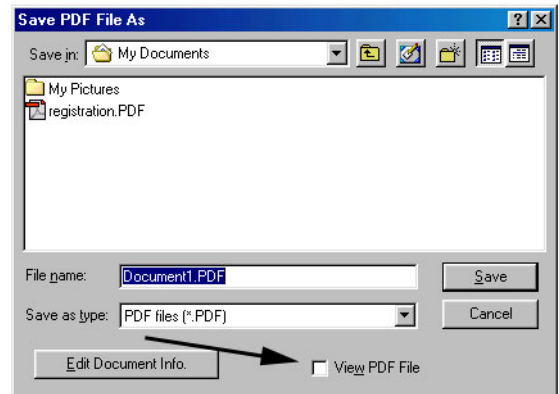 Save PDF File As
Save in: My Documents
My Pictures
registration.PDF
File name: Document1.PDF Save
Save as type: PDF files (*.PDF) Cancel
Edit Document Info. View PDF File